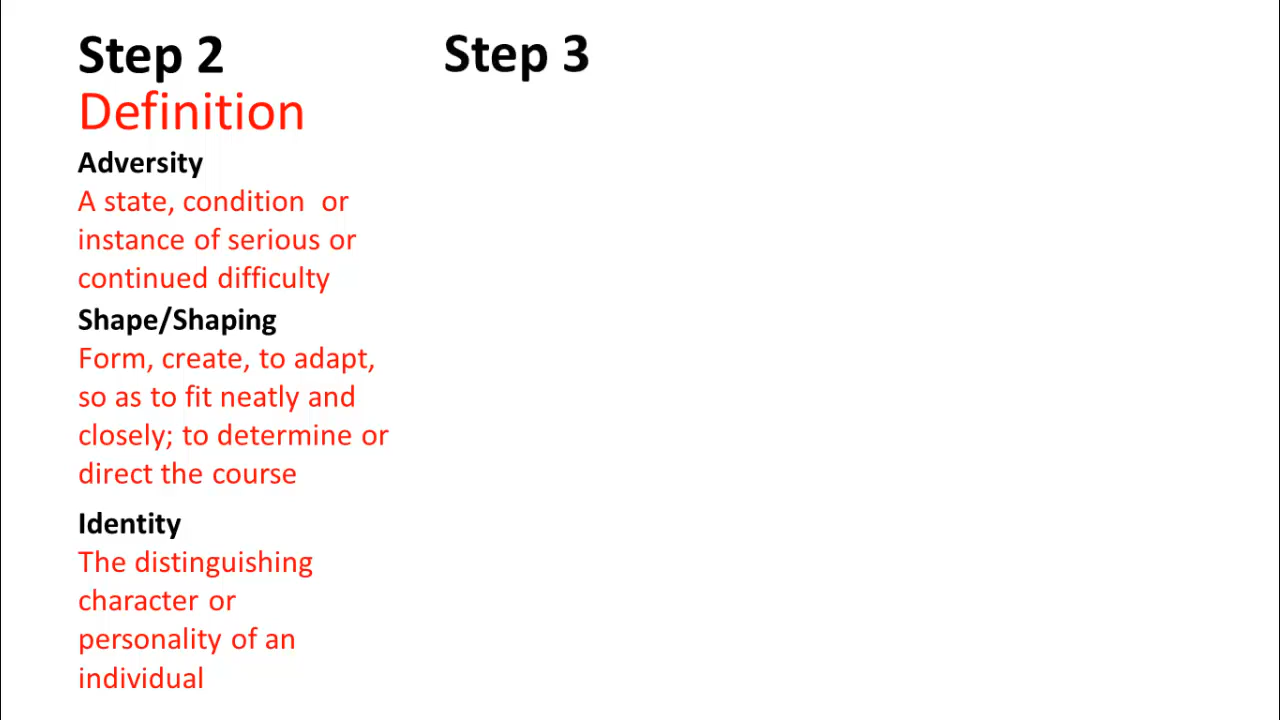 Step 2
Definition
Adversity
A state, condition  or
instance of serious or
continued difficulty
Shape/Shaping
Form, create, to adapt,
so as to fit neatly and
closely; to determine or
direct the course
Identity
The distinguishing
character or
personality of an
individual
Step 3